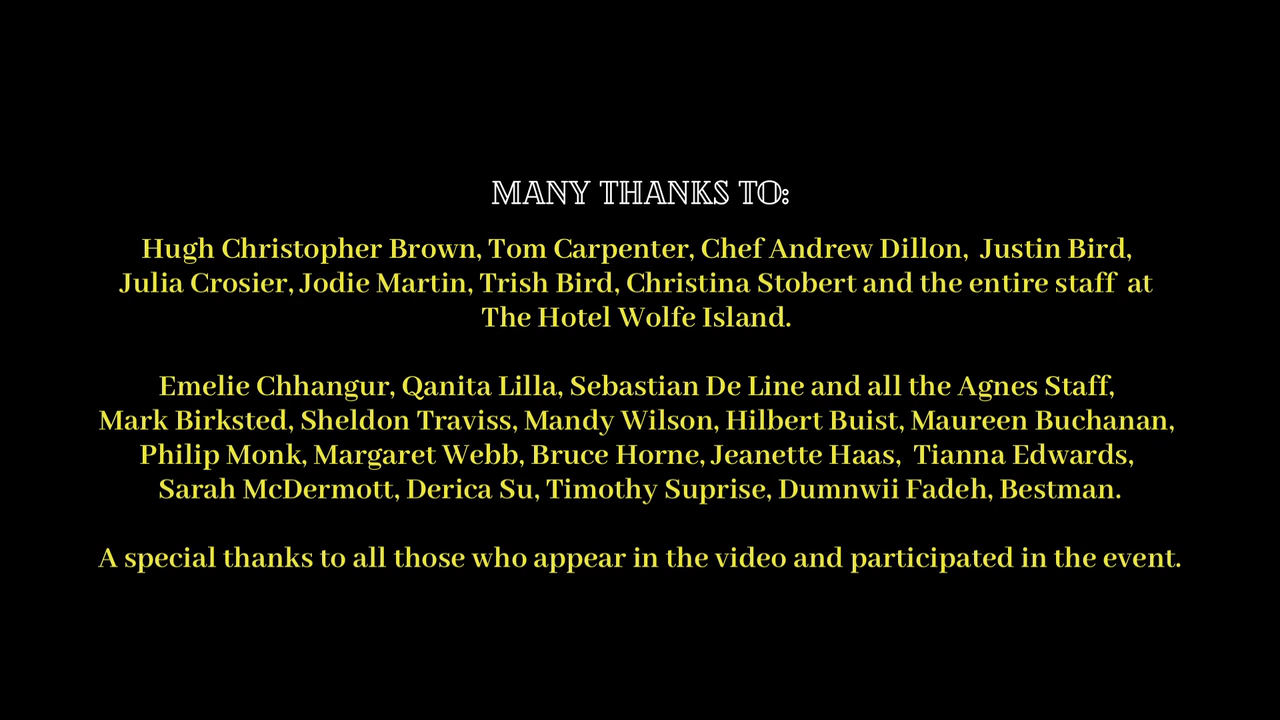 MANY THANKS TO:
Hugh Christopher Brown, Tom Carpenter, Chef Andrew Dillon, Justin Bird,
Julia Crosier, Jodie Martin, Trish Bird, Christina Stobert and the entire staff at
The Hotel Wolfe Island.
Emelie Chhangur, Qanita Lilla, Sebastian De Line and all the Agnes Staff,
Mark Birksted, Sheldon Traviss, Mandy Wilson, Hilbert Buist, Maureen Buchanan,
Philip Monk, Margaret Webb, Bruce Horne, Jeanette Haas, Tianna Edwards,
Sarah McDermott, Derica Su, Timothy Suprise, Dumnwii Fadeh, Bestman.
A special thanks to all those who appear in the video and participated in the event.